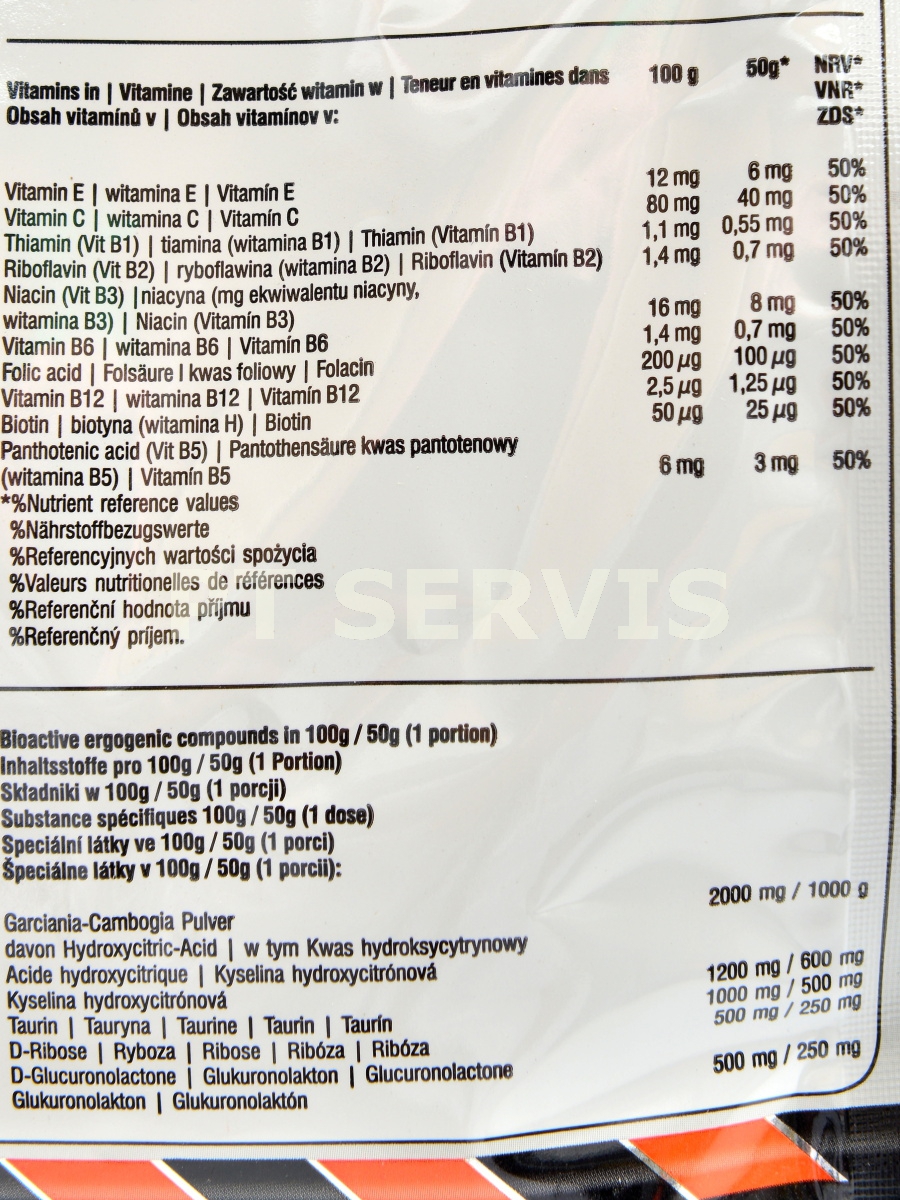 Vitamins in | Vitamine | Zawartość witamin w | Teneur en vitamines dans 100 g 50g* NRV*
Obsah vitamínů v | Obsah vitamínov v: VNR*
ZDS*
Vitamin E | witamina E | Vitamín E 12 mg 6 mg 50%
Vitamin C | witamina C | Vitamín C 80 mg 40 mg 50%
Thiamin (Vit B1) | tiamina (witamina B1) | Thiamin (Vitamín B1) 1,1 mg 0,55 mg 50%
Riboflavin (Vit B2) | ryboflawina (witamina B2) | Riboflavin (Vitamín B2) 1,4 mg 0,7 mg 50%
Niacin (Vit B3) |niacyna (mg ekwiwalentu niacyny,
witamina B3) | Niacin (Vitamín B3) 16 mg 8 mg 50%
Vitamin B6 | witamina B6 | Vitamín B6 1,4 mg 0,7 mg 50%
Folic acid | Folsäure I kwas foliowy | Folacin 200 µg 100 µg 50%
Vitamin B12 | witamina B12 | Vitamín B12 2,5 µg 1,25 µg 50%
Biotin | biotyna (witamina H) | Biotin 50 µg 25 µg 50%
Panthotenic acid (Vit B5) | Pantothensäure kwas pantotenowy
(witamina B5) | Vitamín B5 6 mg 3 mg 50%
*%Nutrient reference values
%Nährstoffbezugswerte
%Referencyjnych wartości spożycia
%Valeurs nutritionelles de références
%Referenční hodnota příjmu
%Referenčný príjem.
T SERVIS
Bioactive ergogenic compounds in 100g / 50g (1 portion)
Inhaltsstoffe pro 100g / 50g (1 Portion)
Składniki w 100g / 50g (1 porcji)
Substance spécifiques 100g / 50g (1 dose)
Speciální látky ve 100g / 50g (1 porci)
Špeciálne látky v 100g / 50g (1 porcii):
Garciania-Cambogia Pulver 2000 mg / 1000 g
davon Hydroxycitric-Acid | w tym Kwas hydroksycytrynowy
Acide hydroxycitrique | Kyselina hydroxycitrónová
Kyselina hydroxycitrónová 1200 mg / 600 mg
Taurin | Tauryna | Taurine | Taurin | Taurín 1000 mg / 500 mg
D-Ribose | Ryboza | Ribose | Ribóza | Ribóza 500 mg / 250 mg
D-Glucuronolactone | Glukuronolakton | Glucuronolactone
Glukuronolakton | Glukuronolaktón 500 mg / 250 mg